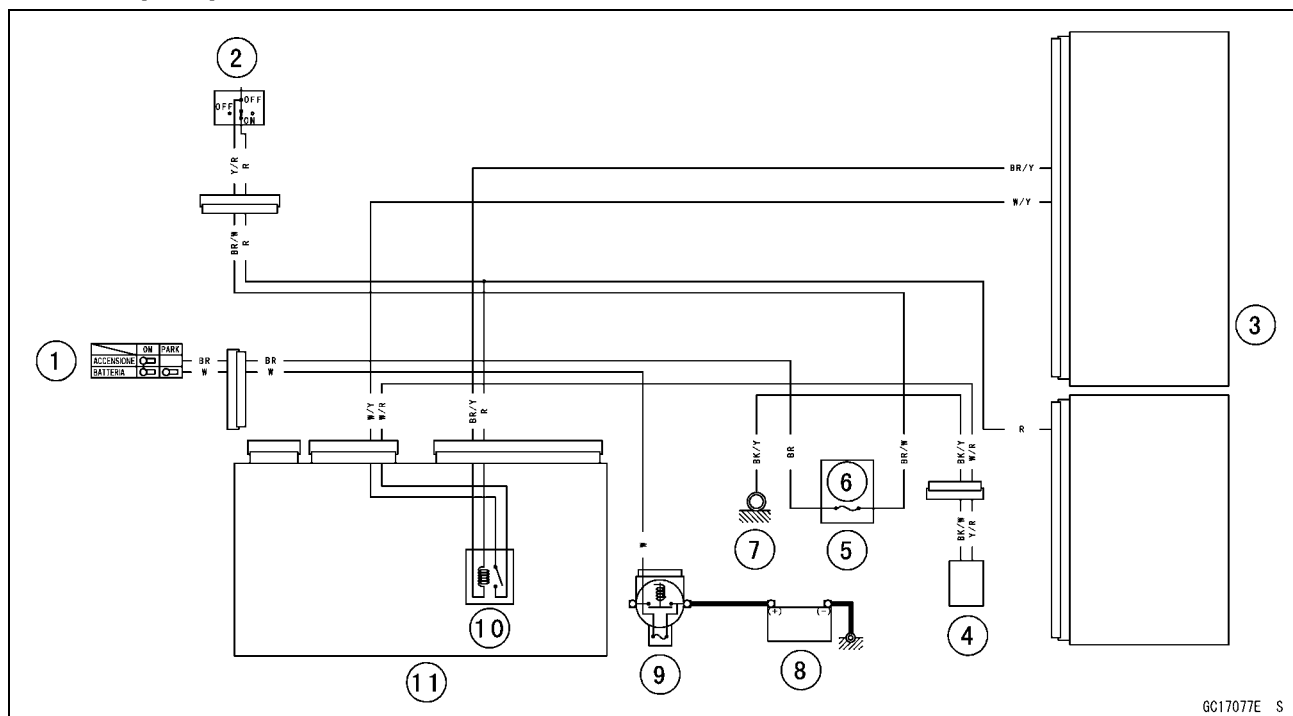 2
OFF
OFF
ON
Y/R
R
BR/Y
W/Y
BR/W
R
3
1
ON PARK
ACCENSIONE
BATTERIA
BR
W
BR
W
W/Y
W/R
BR/Y
R
BK/Y
BR
BR/W
BK/Y
W/R
R
6
7
5
BK/W
Y/R
W
10
(+)
(-)
4
9
8
11
GC17077E S